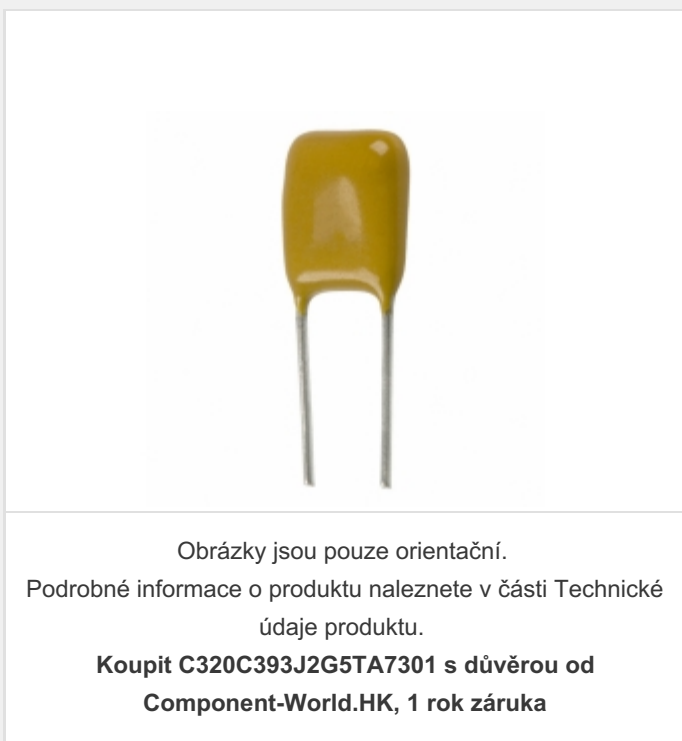 Obrázky jsou pouze orientační.
Podrobné informace o produktu naleznete v části Technické
údaje produktu.
Koupit C320C393J2G5TA7301 s důvěrou od
Component-World.HK, 1 rok záruka